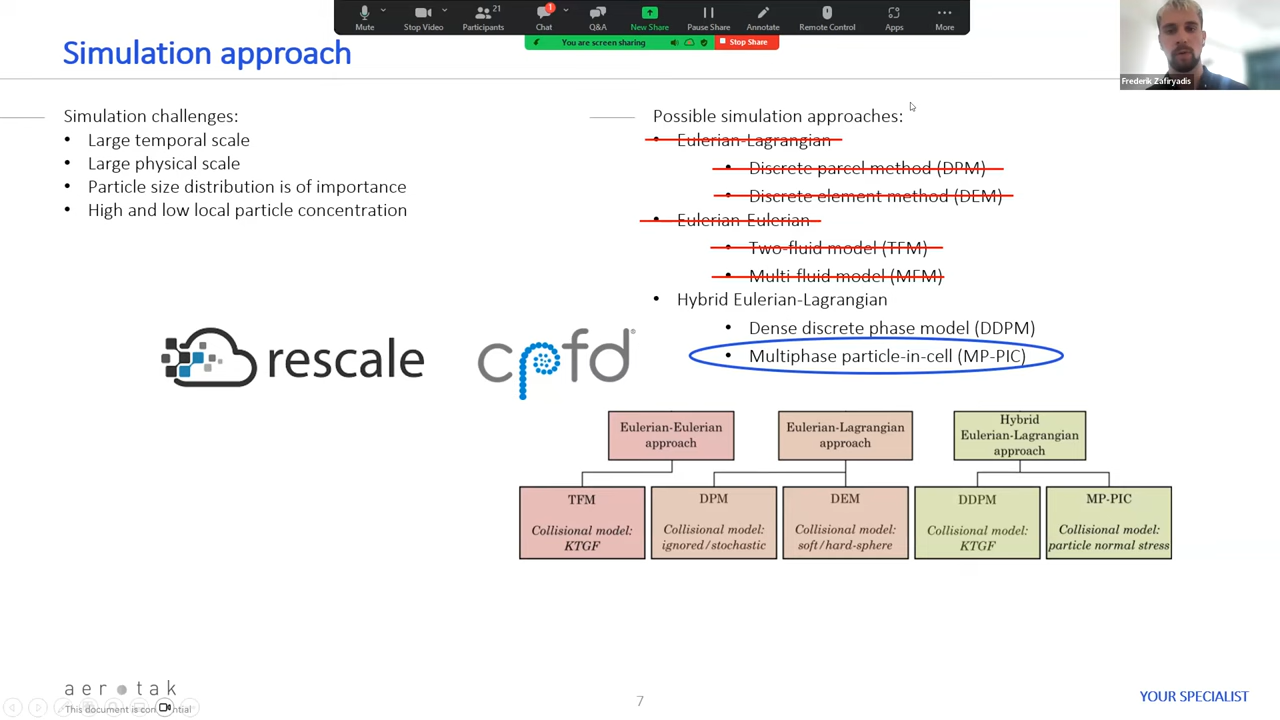 Mute
Stop Video
Participants
21
Chat
1
Q&A
New Share
Pause Share
Annotate
Remote Control
Apps
More
You are screen sharing
Stop Share
Frederik Zafiryadis
Simulation approach
Simulation challenges:
• Large temporal scale
• Large physical scale
• Particle size distribution is of importance
• High and low local particle concentration
Possible simulation approaches:
• Eulerian-Lagrangian
• Discrete parcel method (DPM)
• Discrete element method (DEM)
• Eulerian-Eulerian
• Two-fluid model (TFM)
• Multi-fluid model (MFM)
• Hybrid Eulerian-Lagrangian
• Dense discrete phase model (DDPM)
• Multiphase particle-in-cell (MP-PIC)
rescale
cpfd®
Eulerian-Eulerian
approach
Eulerian-Lagrangian
approach
Hybrid
Eulerian-Lagrangian
approach
TFM
Collisional model:
KTGF
DPM
Collisional model:
ignored/stochastic
DEM
Collisional model:
soft/hard-sphere
DDPM
Collisional model:
KTGF
MP-PIC
Collisional model:
particle normal stress
aerotak
This document is con ntial
7
YOUR SPECIALIST